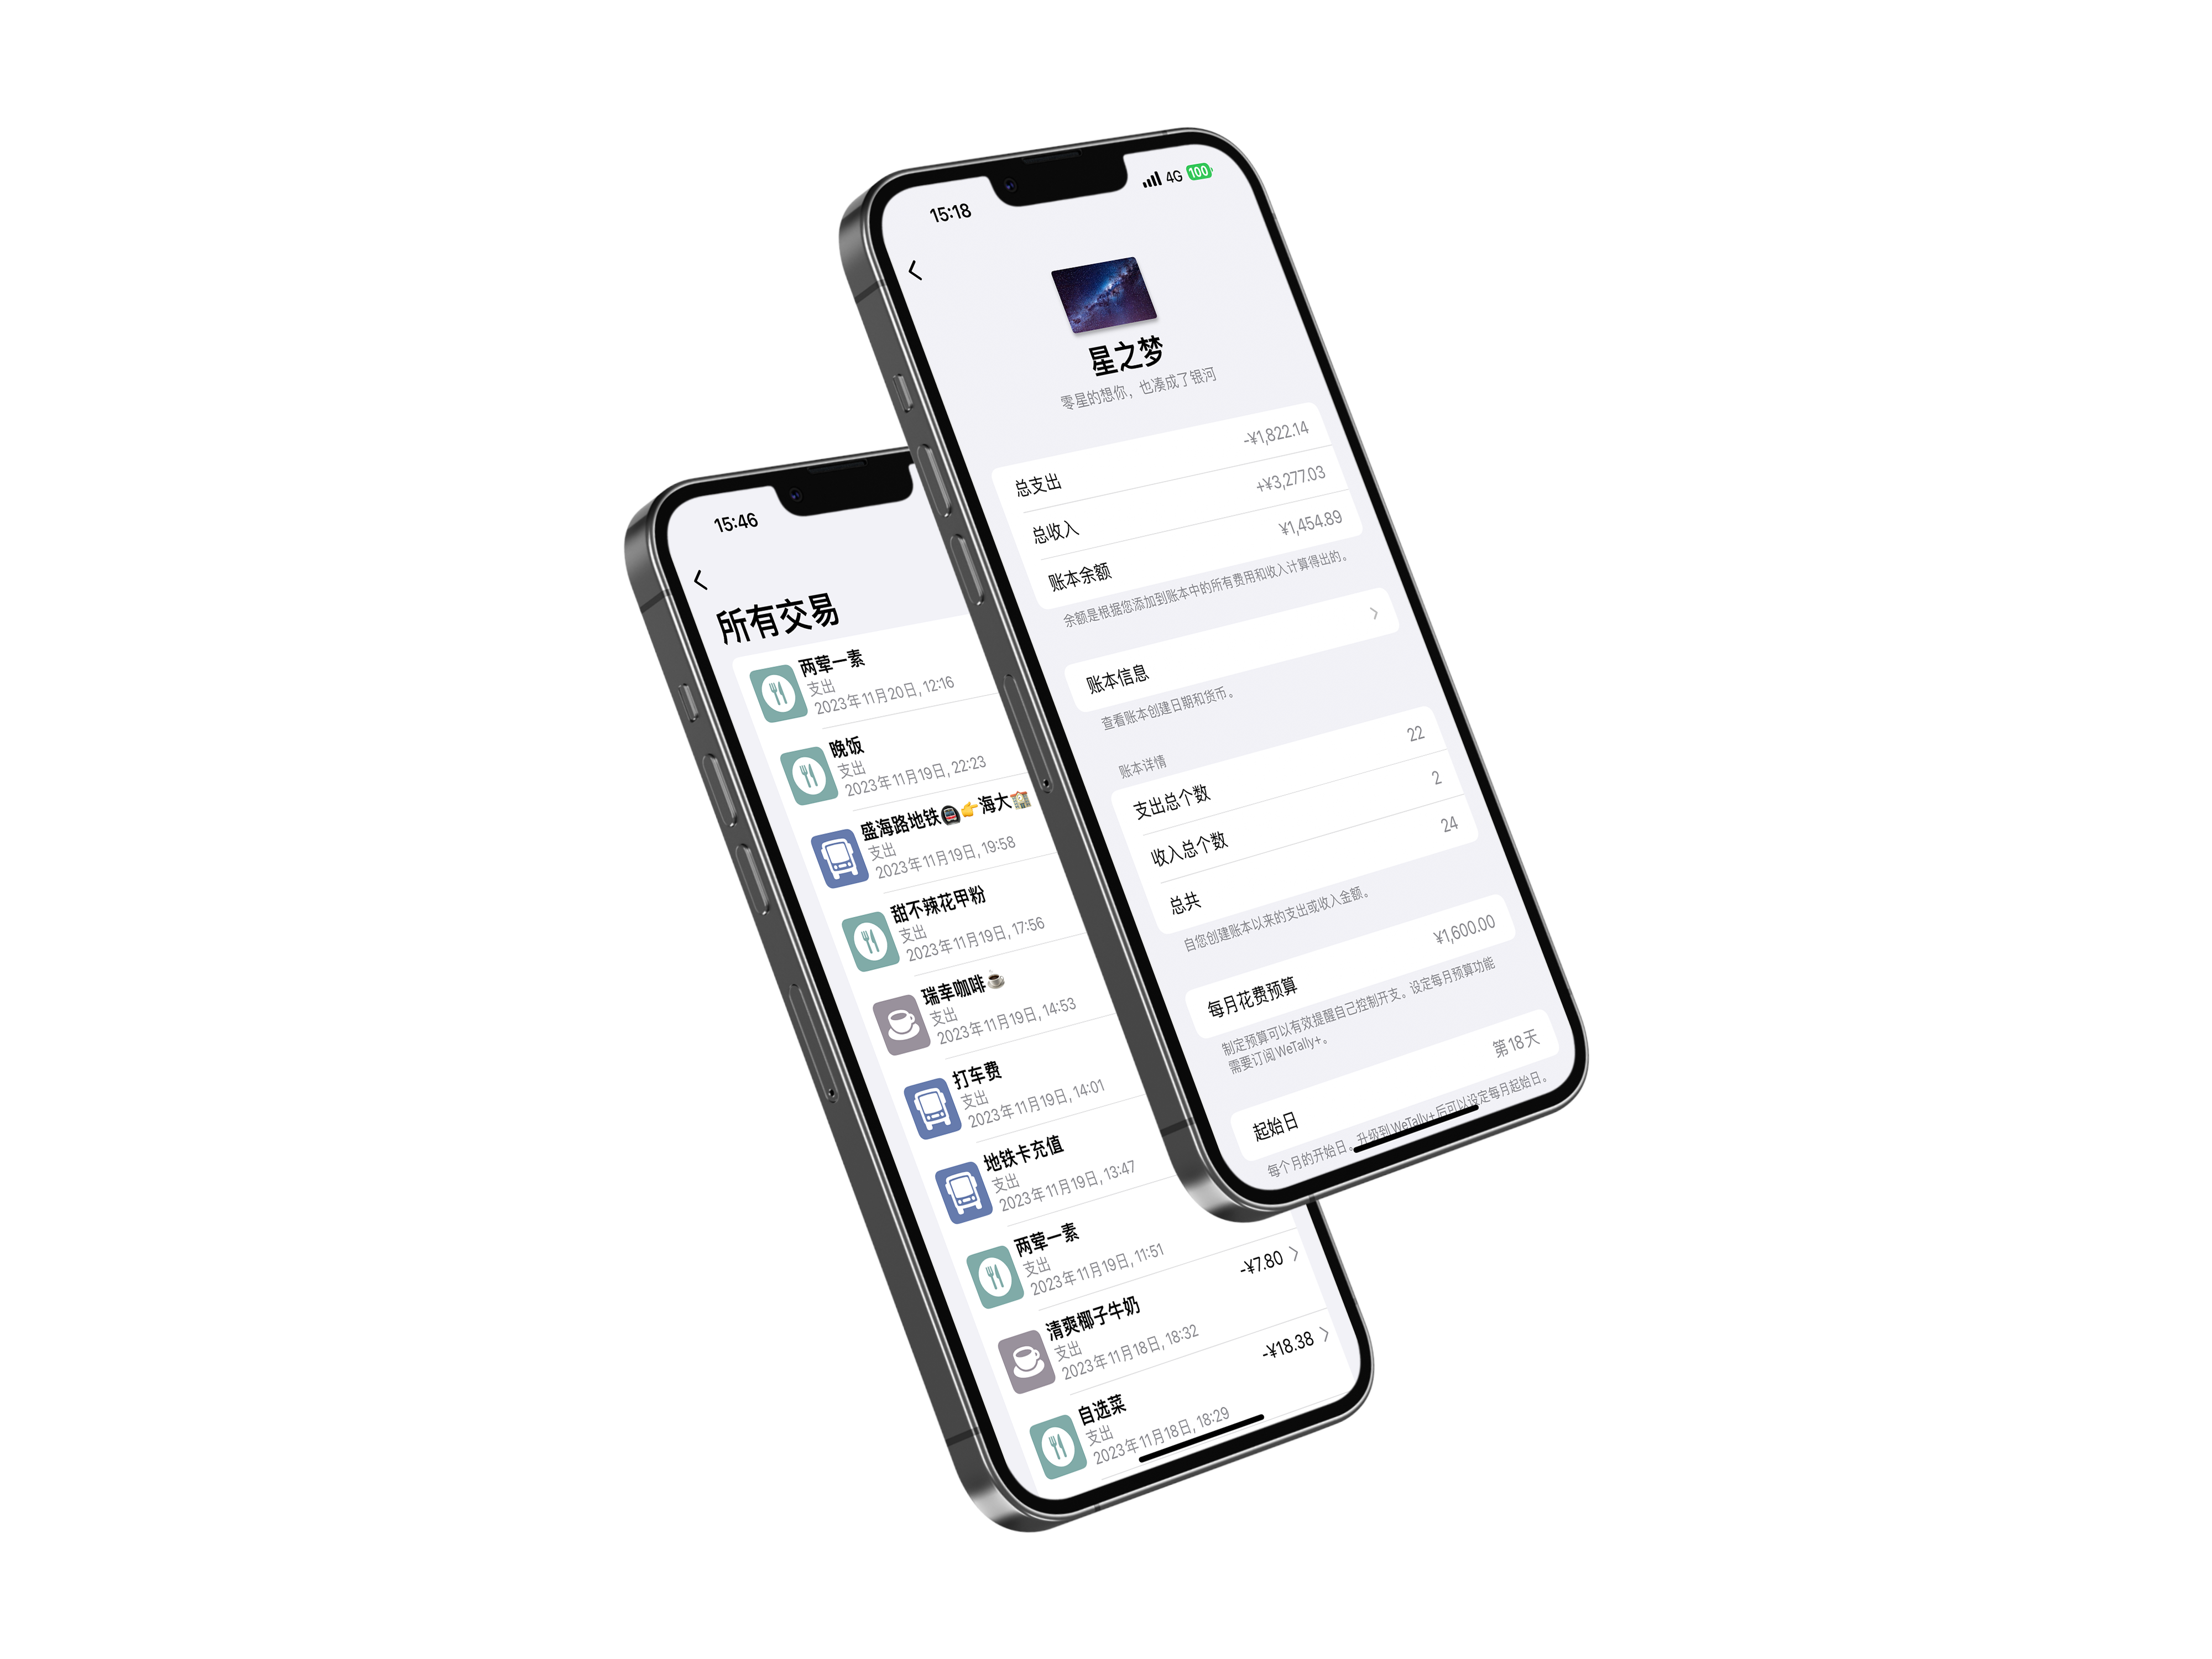 15:18
4G 100
星之梦
零星的想你，也凑成了银河
总支出 -¥1,822.14
总收入 +¥3,277.03
账本余额 ¥1,454.89
余额是根据您添加到账本中的所有费用和收入计算得出的。
账本信息
查看账本创建日期和货币。
账本详情
支出总个数 22
收入总个数 2
总共 24
自您创建账本以来的支出或收入金额。
每月花费预算 ¥1,600.00
制定预算可以有效提醒自己控制开支。设定每月预算功能
需要订阅 WeTally+。
起始日 第 18 天
每个月的开始日。升级到 WeTally+ 后可以设定每月起始日。
15:46
所有交易
两荤一素
支出
2023年11月20日, 12:16
晚饭
支出
2023年11月19日, 22:23
盛海路地铁🚇👉海大🏫
支出
2023年11月19日, 19:58
甜不辣花甲粉
支出
2023年11月19日, 17:56
瑞幸咖啡☕
支出
2023年11月19日, 14:53
打车费
支出
2023年11月19日, 14:01
地铁卡充值
支出
2023年11月19日, 13:47
两荤一素
支出
2023年11月19日, 11:51
清爽椰子牛奶 -¥7.80
支出
2023年11月18日, 18:32
自选菜 -¥18.38
支出
2023年11月18日, 18:29